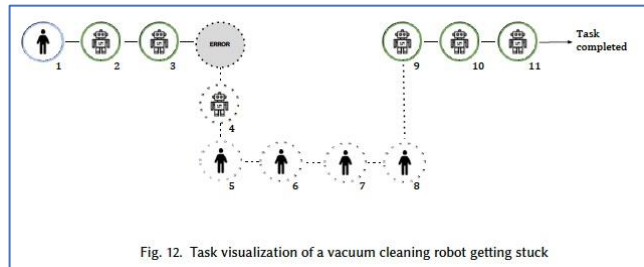 ERROR
1
2
3
4
5
6
7
8
9
10
11
Task
completed
Fig. 12. Task visualization of a vacuum cleaning robot getting stuck